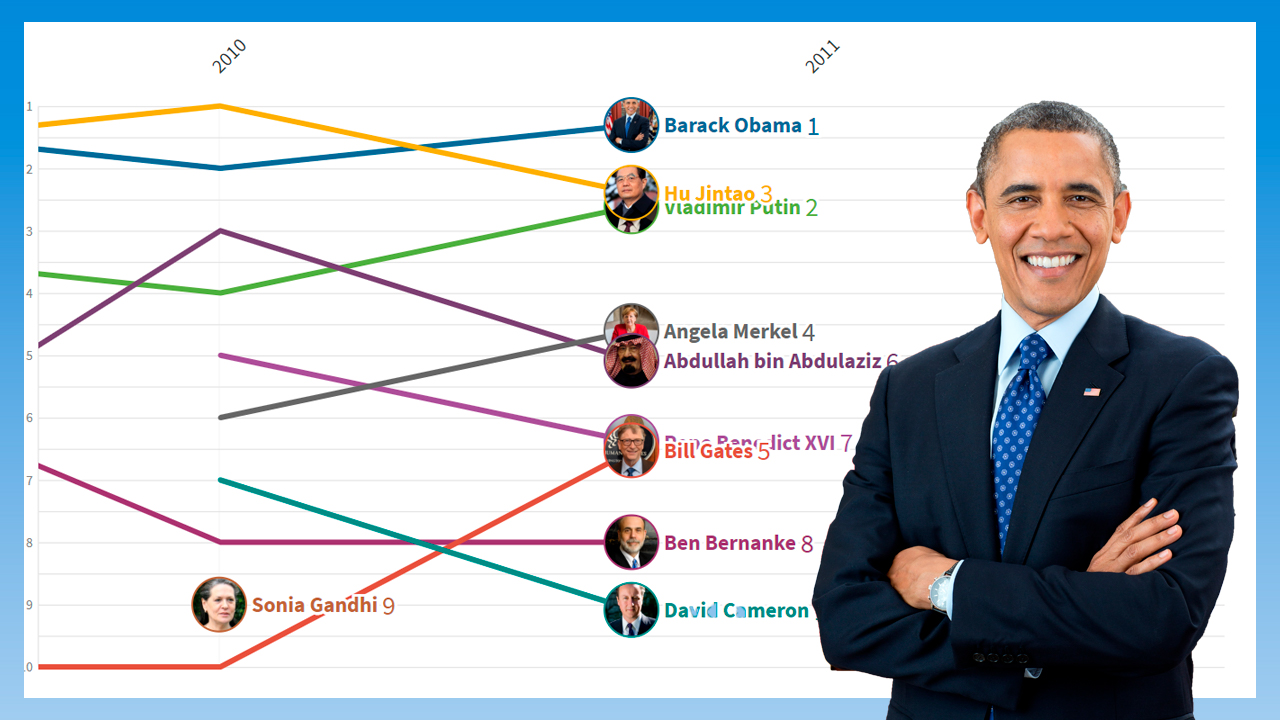 2010
2011
1
2
3
4
5
6
7
8
9
Barack Obama 1
Hu Jintao 3
Vladimir Putin 2
Angela Merkel 4
Abdullah bin Abdulaziz 6
Pope Benedict XVI 7
Bill Gates 5
Ben Bernanke 8
Sonia Gandhi 9
David Cameron